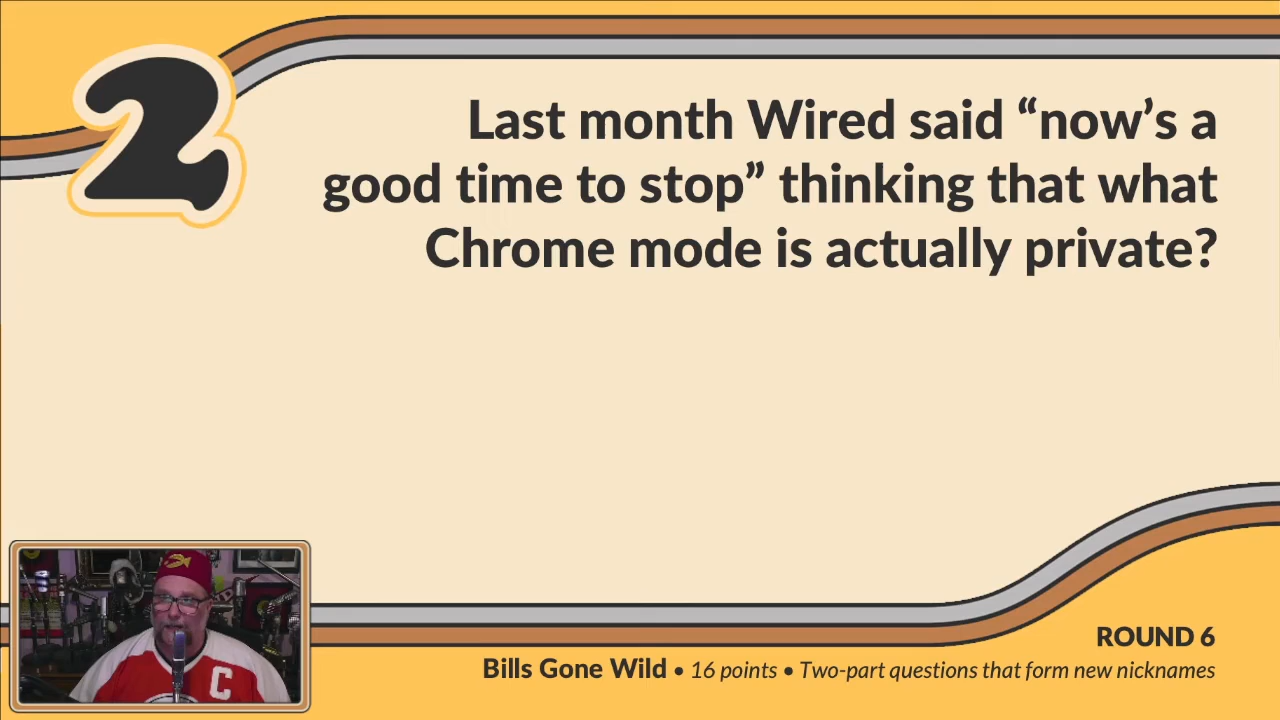 2
Last month Wired said “now’s a
good time to stop” thinking that what
Chrome mode is actually private?
C
ROUND 6
Bills Gone Wild • 16 points • Two-part questions that form new nicknames